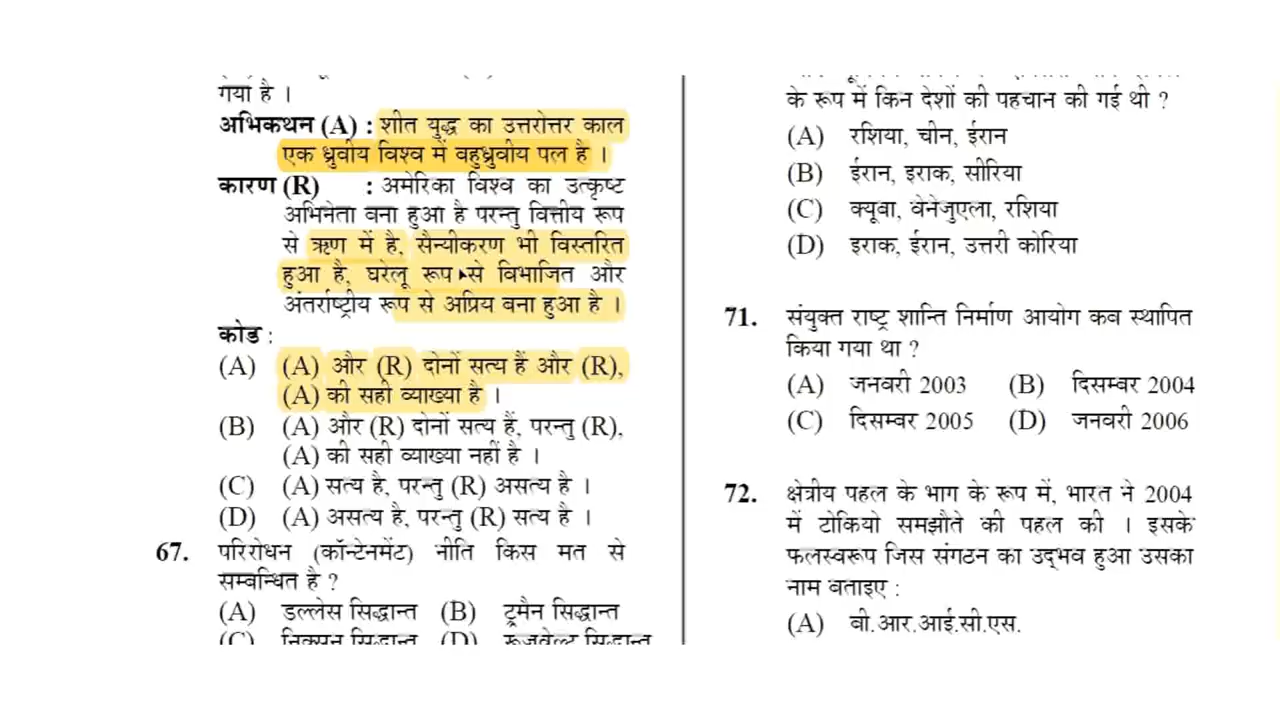 गया है ।
अभिकथन (A) : शीत युद्ध का उत्तरोत्तर काल
एक ध्रुवीय विश्व में बहुध्रुवीय पल है ।
कारण (R) : अमेरिका विश्व का उत्कृष्ट
अभिनेता बना हुआ है परन्तु वित्तीय रूप
से ऋण में है, सैन्यीकरण भी विस्तरित
हुआ है, घरेलू रूप से विभाजित और
अंतर्राष्ट्रीय रूप से अप्रिय बना हुआ है ।
कोड :
(A) (A) और (R) दोनों सत्य हैं और (R),
(A) की सही व्याख्या है ।
(B) (A) और (R) दोनों सत्य हैं, परन्तु (R),
(A) की सही व्याख्या नहीं है ।
(C) (A) सत्य है, परन्तु (R) असत्य है ।
(D) (A) असत्य है, परन्तु (R) सत्य है ।
67. परिरोधन (कॉन्टेनमेंट) नीति किस मत से
सम्बन्धित है ?
(A) डल्लेस सिद्धान्त (B) ट्रूमैन सिद्धान्त
(C) निक्सन सिद्धान्त (D) रूज़वेल्ट सिद्धान्त
के रूप में किन देशों की पहचान की गई थी ?
(A) रशिया, चीन, ईरान
(B) ईरान, इराक, सीरिया
(C) क्यूबा, वेनेजुएला, रशिया
(D) इराक, ईरान, उत्तरी कोरिया
71. संयुक्त राष्ट्र शान्ति निर्माण आयोग कब स्थापित
किया गया था ?
(A) जनवरी 2003 (B) दिसम्बर 2004
(C) दिसम्बर 2005 (D) जनवरी 2006
72. क्षेत्रीय पहल के भाग के रूप में, भारत ने 2004
में टोकियो समझौते की पहल की । इसके
फलस्वरूप जिस संगठन का उद्भव हुआ उसका
नाम बताइए :
(A) बी.आर.आई.सी.एस.